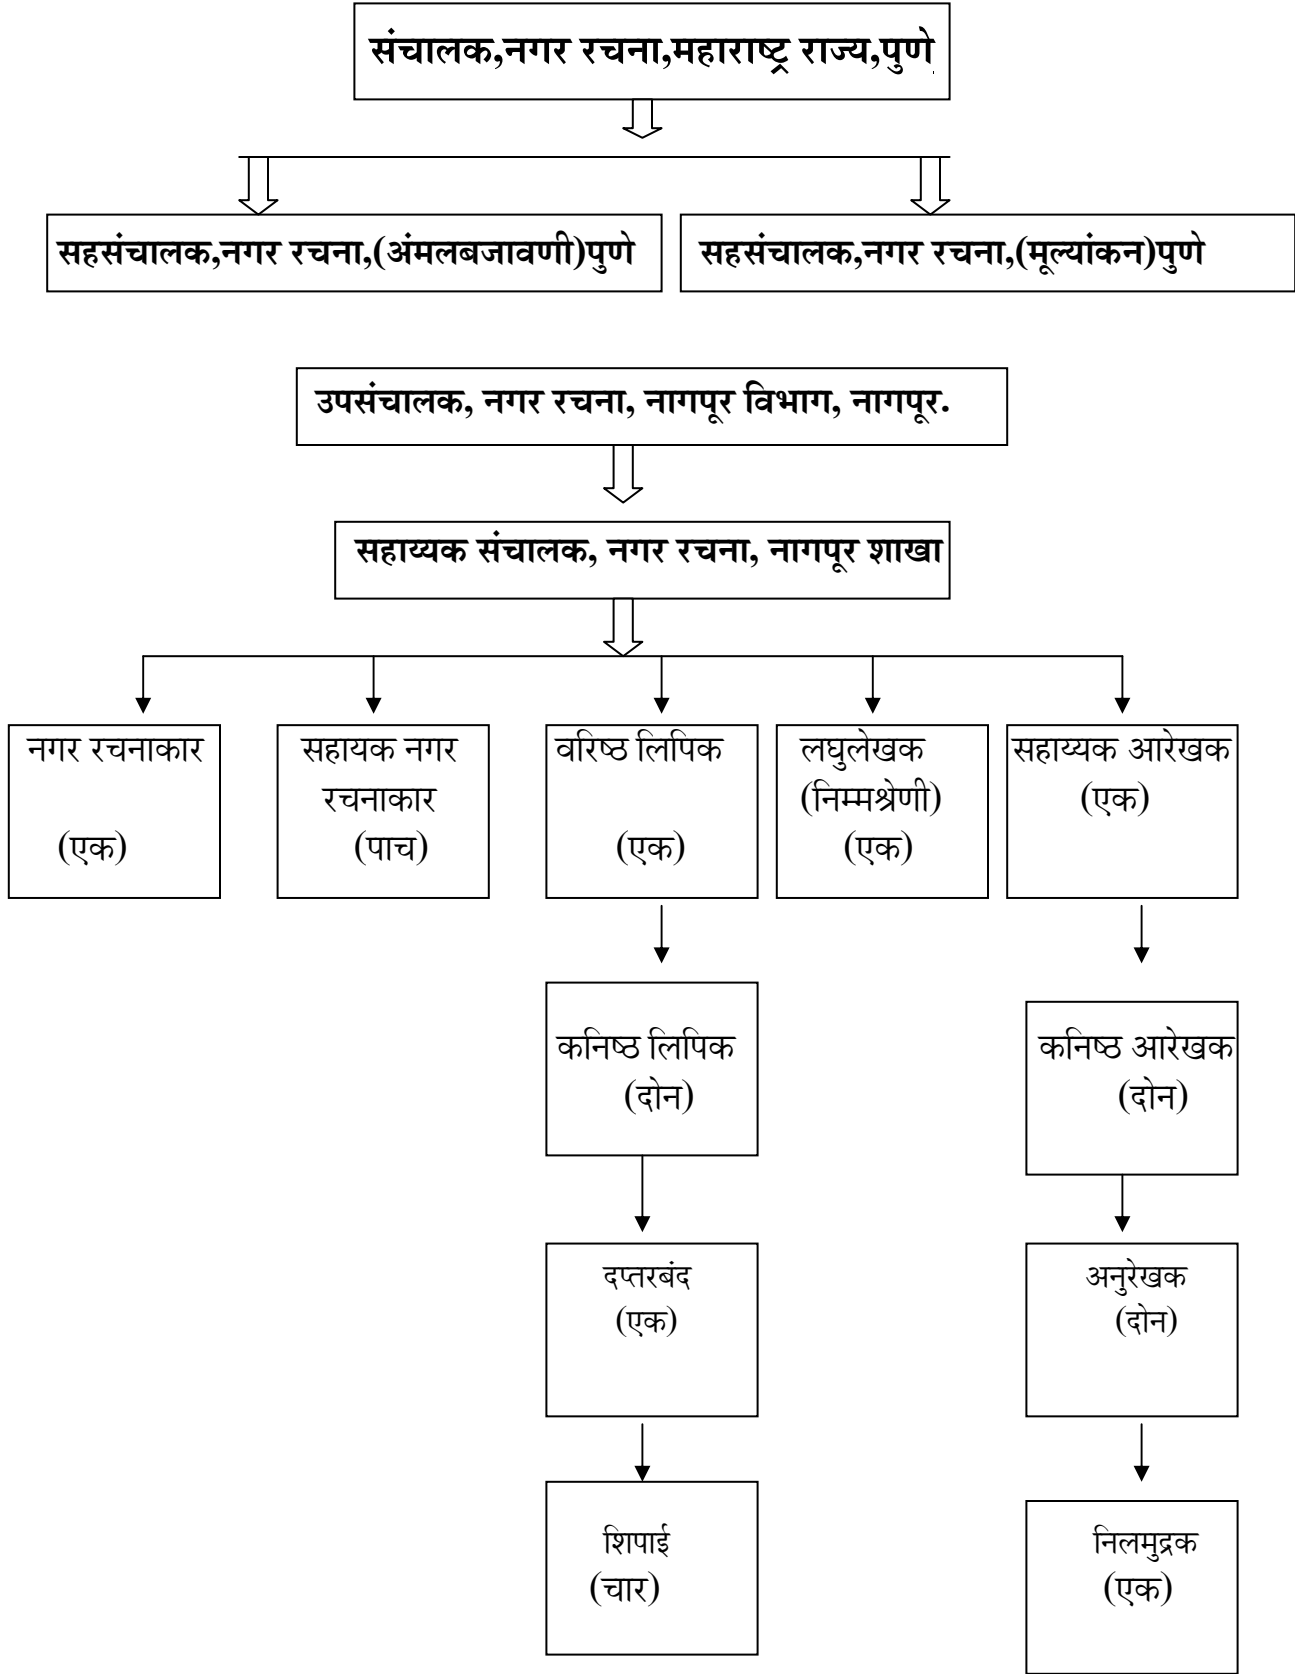 संचालक,नगर रचना,महाराष्ट्र राज्य,पुणे
सहसंचालक,नगर रचना,(अंमलबजावणी)पुणे
सहसंचालक,नगर रचना,(मूल्यांकन)पुणे
उपसंचालक, नगर रचना, नागपूर विभाग, नागपूर.
सहाय्यक संचालक, नगर रचना, नागपूर शाखा
नगर रचनाकार
(एक)
सहायक नगर
रचनाकार
(पाच)
वरिष्ठ लिपिक
(एक)
लघुलेखक
(निम्मश्रेणी)
(एक)
सहाय्यक आरेखक
(एक)
कनिष्ठ लिपिक
(दोन)
कनिष्ठ आरेखक
(दोन)
दप्तरबंद
(एक)
अनुरेखक
(दोन)
शिपाई
(चार)
निलमुद्रक
(एक)